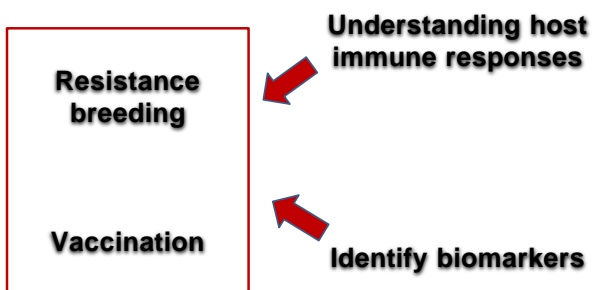 Understanding host
immune responses
Resistance
breeding
Vaccination
Identify biomarkers